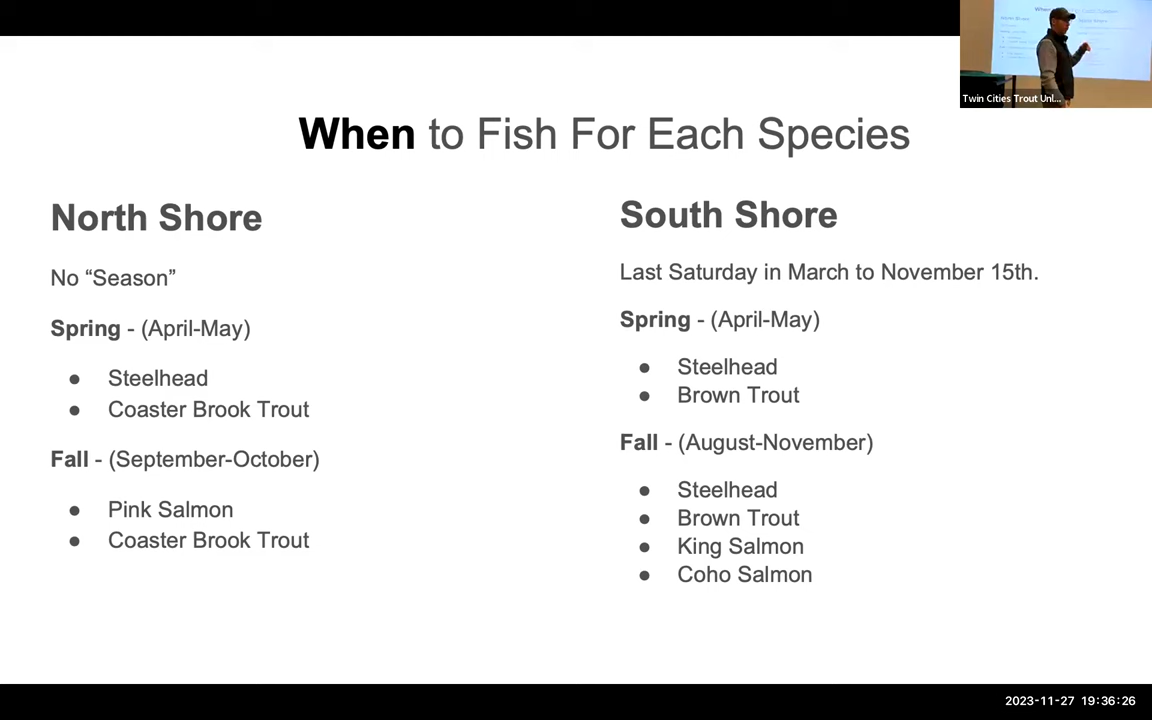 When to Fish For Each Species
North Shore
No “Season”
Spring - (April-May)
● Steelhead
● Coaster Brook Trout
Fall - (September-October)
● Pink Salmon
● Coaster Brook Trout
South Shore
Last Saturday in March to November 15th.
Spring - (April-May)
● Steelhead
● Brown Trout
Fall - (August-November)
● Steelhead
● Brown Trout
● King Salmon
● Coho Salmon
Twin Cities Trout Unl...
2023-11-27 19:36:26